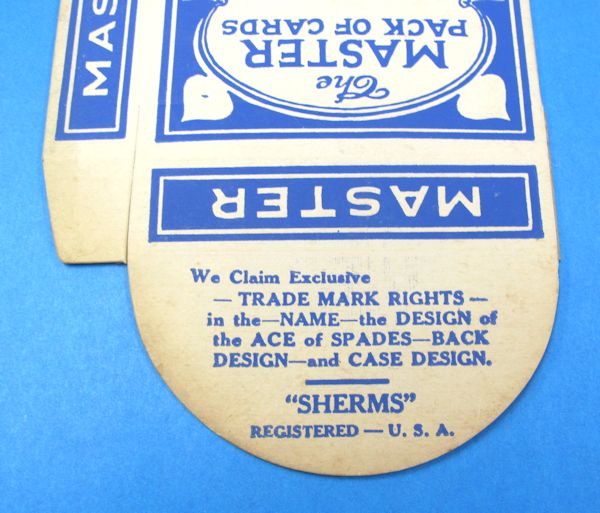 The
MASTER
PACK OF CARDS
MAS
MASTER
We Claim Exclusive
— TRADE MARK RIGHTS —
in the—NAME—the DESIGN of
the ACE of SPADES—BACK
DESIGN—and CASE DESIGN.
"SHERMS"
REGISTERED — U. S. A.